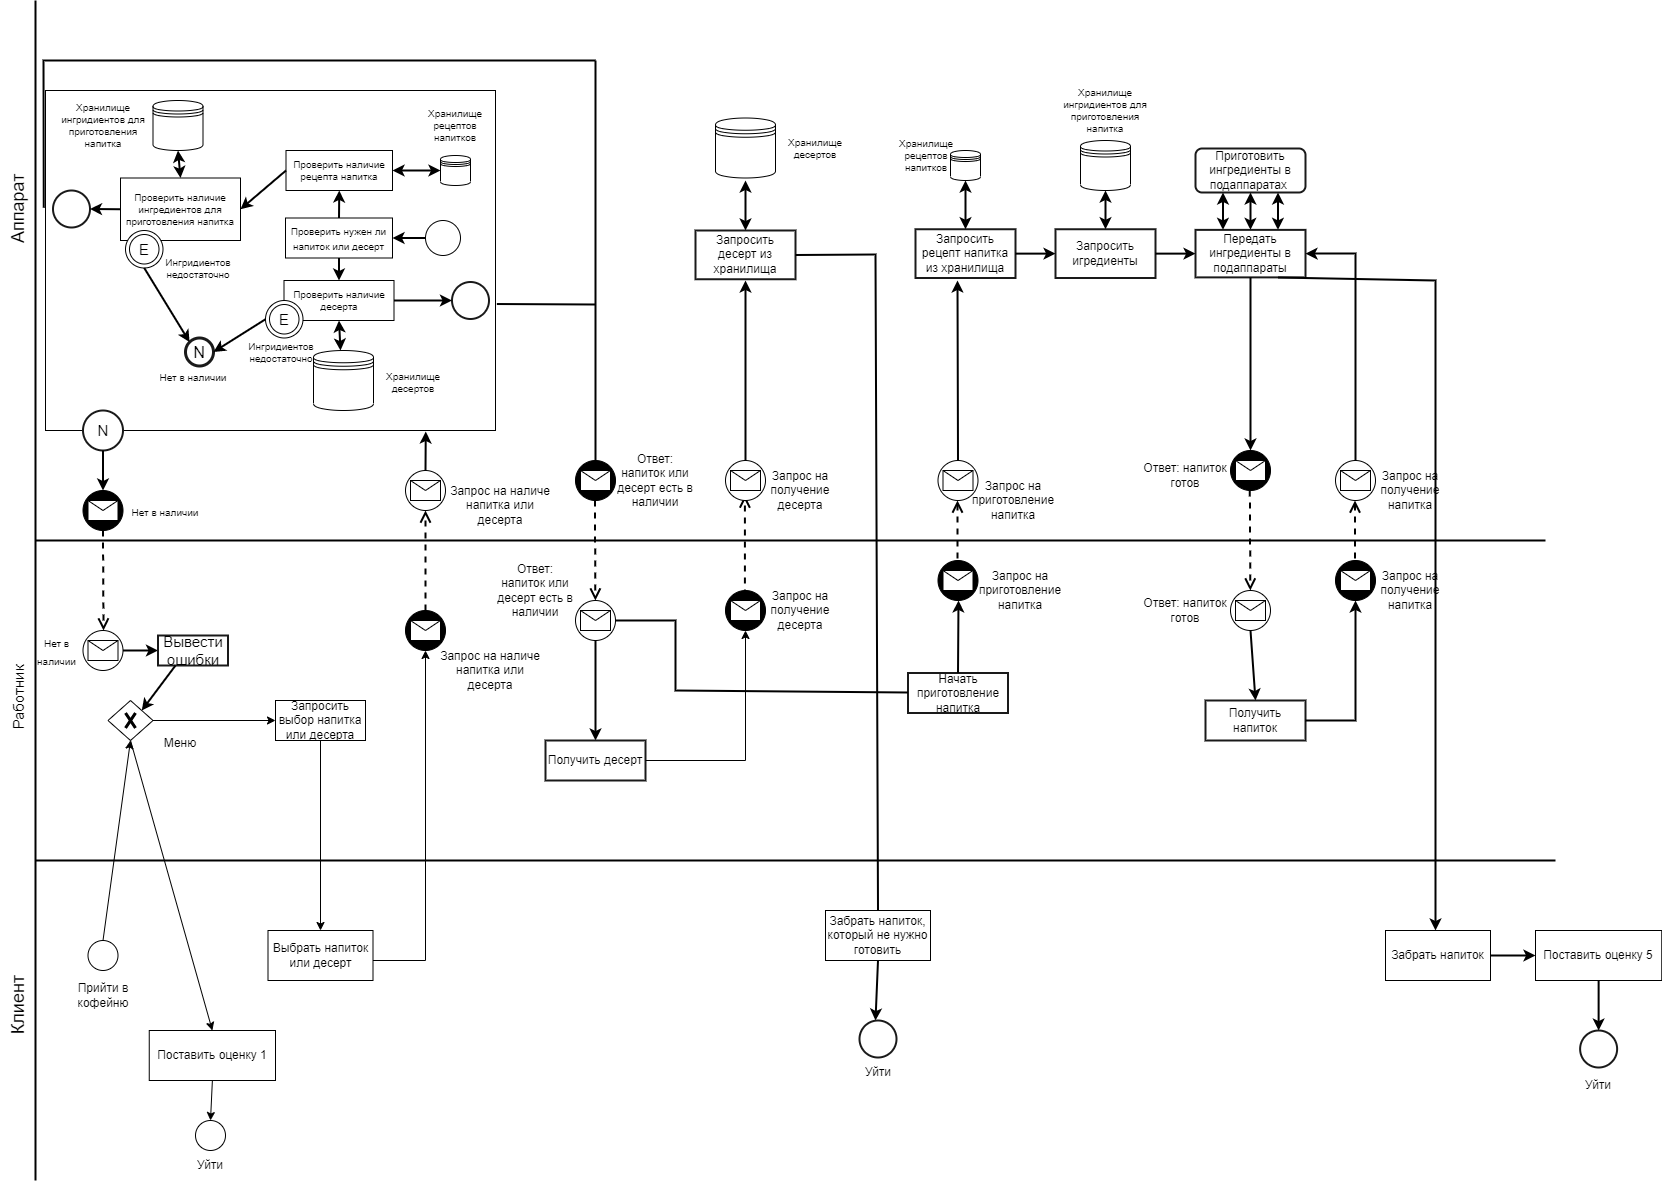 Аппарат
Хранилище
ингридиентов для
приготовления
напитка
Хранилище
рецептов
напитков
Проверить наличие
рецепта напитка
Проверить наличие
ингредиентов для
приготовления напитка
Проверить нужен ли
напиток или десерт
E
Ингридиентов
недостаточно
Проверить наличие
десерта
E
Ингридиентов
недостаточно
N
Нет в наличии
Хранилище
десертов
N
Нет в наличии
Запрос на наличе
напитка или
десерта
Ответ:
напиток или
десерт есть в
наличии
Хранилище
десертов
Запросить
десерт из
хранилища
Запрос на
получение
десерта
Хранилище
рецептов
напитков
Запросить
рецепт напитка
из хранилища
Запрос на
приготовление
напитка
Хранилище
ингридиентов для
приготовления
напитка
Запросить
игредиенты
Приготовить
ингредиенты в
подаппаратах
Передать
ингредиенты в
подаппараты
Ответ: напиток
готов
Запрос на
получение
напитка
Работник
Нет в
наличии
Вывести
ошибки
X
Меню
Запросить
выбор напитка
или десерта
Запрос на наличе
напитка или
десерта
Ответ:
напиток или
десерт есть в
наличии
Получить десерт
Запрос на
получение
десерта
Запрос на
приготовление
напитка
Начать
приготовление
напитка
Ответ: напиток
готов
Получить
напиток
Запрос на
получение
напитка
Клиент
Прийти в
кофейню
Поставить оценку 1
Уйти
Выбрать напиток
или десерт
Забрать напиток,
который не нужно
готовить
Уйти
Забрать напиток
Поставить оценку 5
Уйти